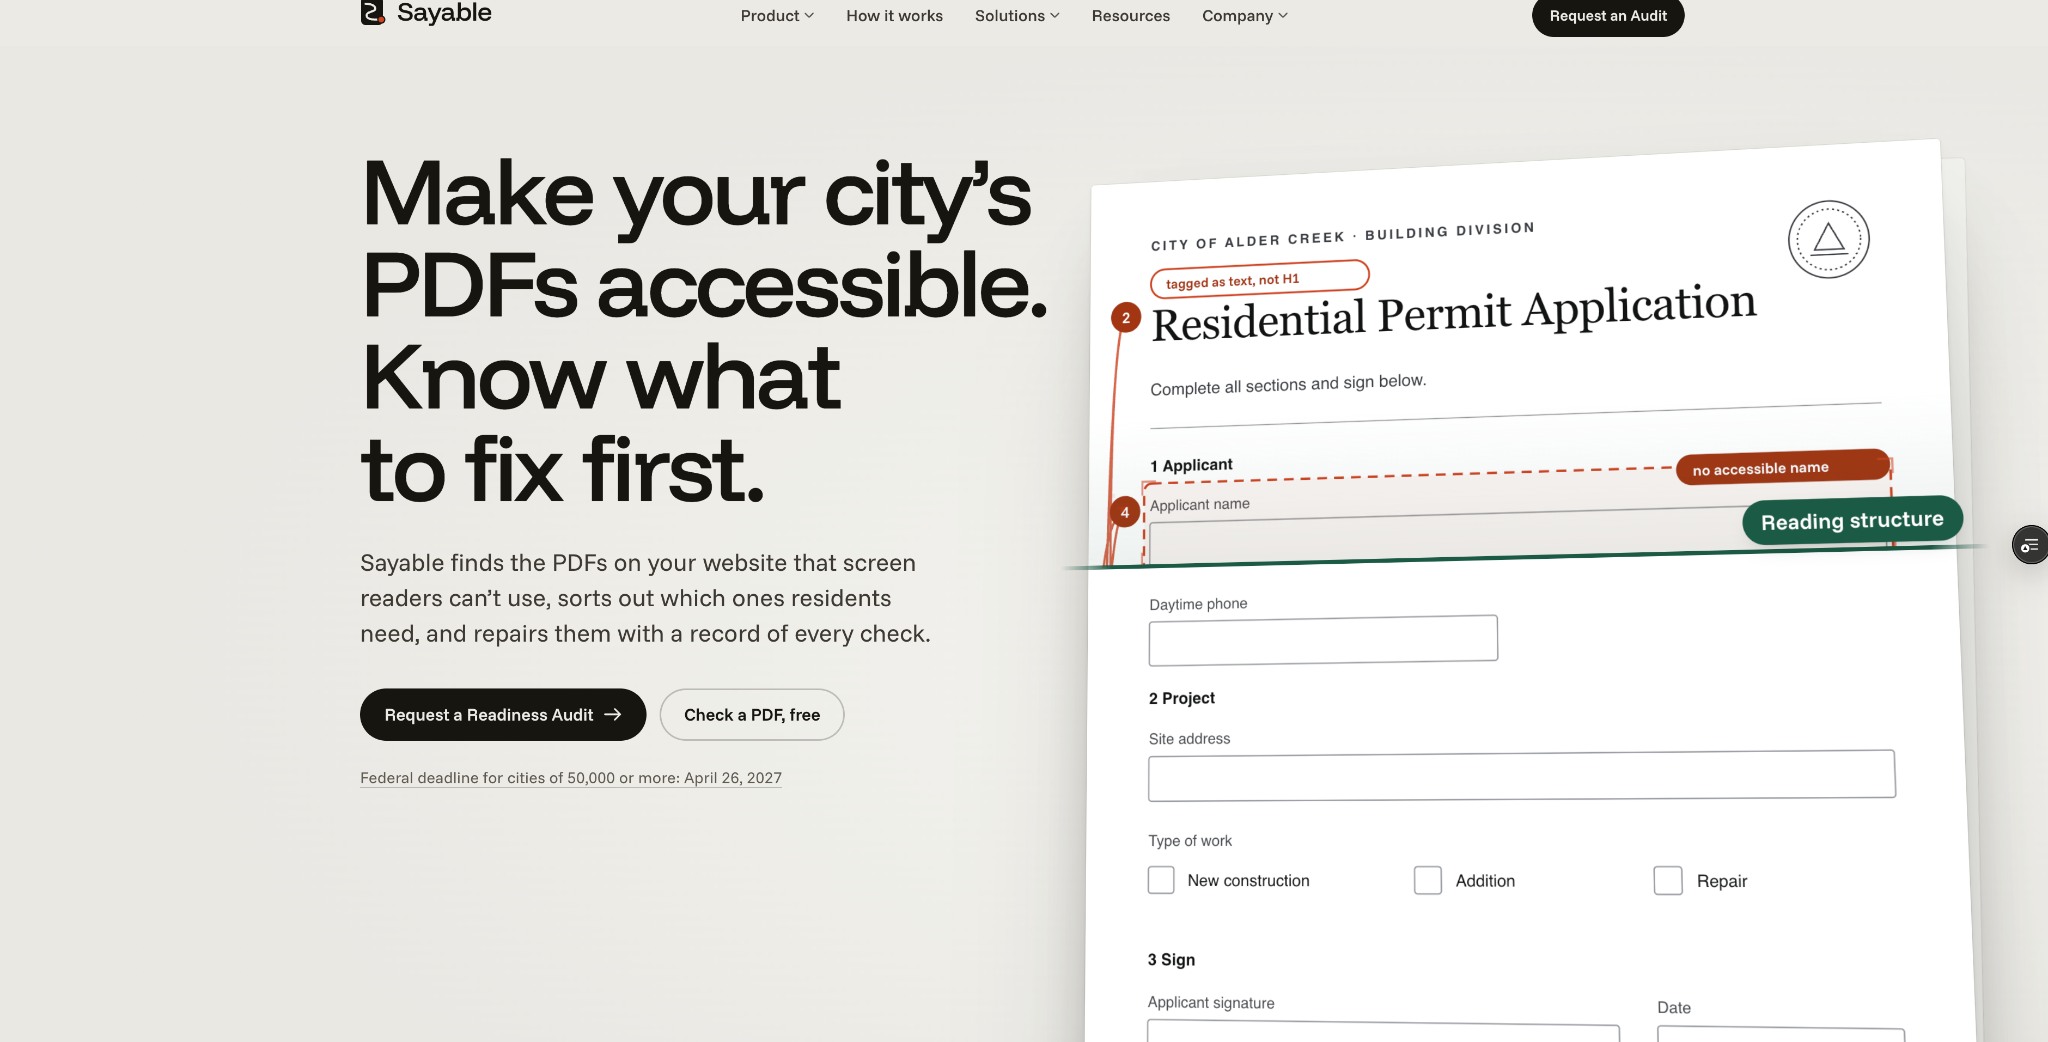 Sayable
Product
How it works
Solutions
Resources
Company
Request an Audit
Make your city’s
PDFs accessible.
Know what
to fix first.
Sayable finds the PDFs on your website that screen
readers can’t use, sorts out which ones residents
need, and repairs them with a record of every check.
Request a Readiness Audit →
Check a PDF, free
Federal deadline for cities of 50,000 or more: April 26, 2027
CITY OF ALDER CREEK · BUILDING DIVISION
tagged as text, not H1
2
Residential Permit Application
Complete all sections and sign below.
1 Applicant
no accessible name
4
Applicant name
Reading structure
Daytime phone
2 Project
Site address
Type of work
New construction
Addition
Repair
3 Sign
Applicant signature
Date